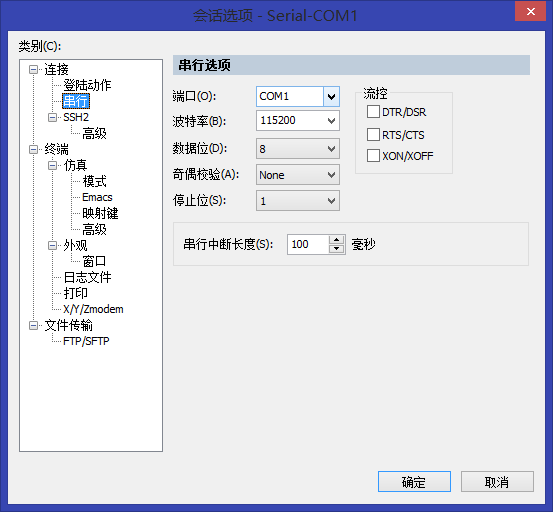 会话选项 - Serial-COM1
类别(C):
连接
登陆动作
串行
SSH2
高级
终端
仿真
模式
Emacs
映射键
高级
外观
窗口
日志文件
打印
X/Y/Zmodem
文件传输
FTP/SFTP
串行选项
端口(O): COM1
波特率(B): 115200
数据位(D): 8
奇偶校验(A): None
停止位(S): 1
流控
DTR/DSR
RTS/CTS
XON/XOFF
串行中断长度(S): 100 毫秒
确定 取消